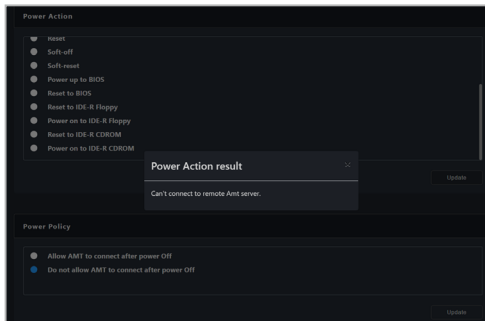 Power Action
Reset
Soft-off
Soft-reset
Power up to BIOS
Reset to BIOS
Reset to IDE-R Floppy
Power on to IDE-R Floppy
Reset to IDE-R CDROM
Power on to IDE-R CDROM
Power Action result
Can't connect to remote Amt server.
Update
Power Policy
Allow AMT to connect after power Off
Do not allow AMT to connect after power Off
Update